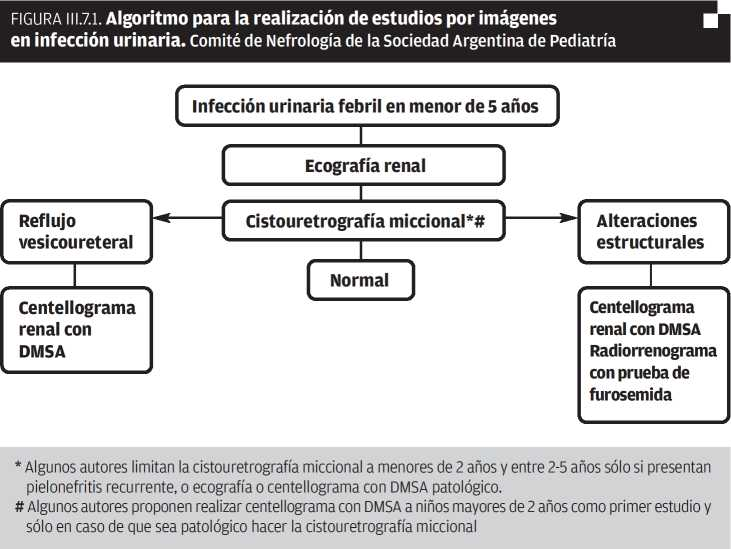 FIGURA III.7.1. Algoritmo para la realización de estudios por imágenes
en infección urinaria. Comité de Nefrología de la Sociedad Argentina de Pediatría
Infección urinaria febril en menor de 5 años
Ecografía renal
Reflujo
vesicoureteral
Cistouretrografía miccional*#
Alteraciones
estructurales
Normal
Centellograma
renal con
DMSA
Centellograma
renal con DMSA
Radiorrenograma
con prueba de
furosemida
* Algunos autores limitan la cistouretrografía miccional a menores de 2 años y entre 2-5 años sólo si presentan
pielonefritis recurrente, o ecografía o centellograma con DMSA patológico.
# Algunos autores proponen realizar centellograma con DMSA a niños mayores de 2 años como primer estudio y
sólo en caso de que sea patológico hacer la cistouretrografía miccional